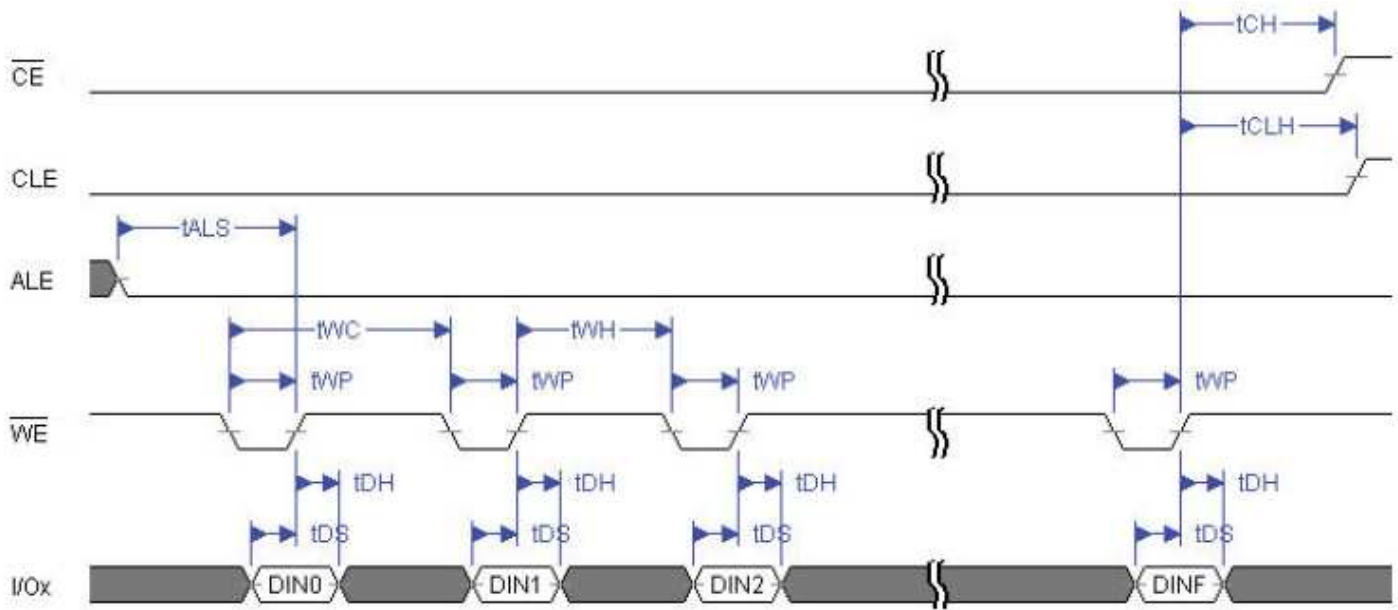 tCH
CE
tCLH
CLE
tALS
ALE
tWC tWH
tWP tWP tWP tWP
WE
tDH tDH tDH tDH
tDS tDS tDS tDS
I/Ox DIN0 DIN1 DIN2 DINF